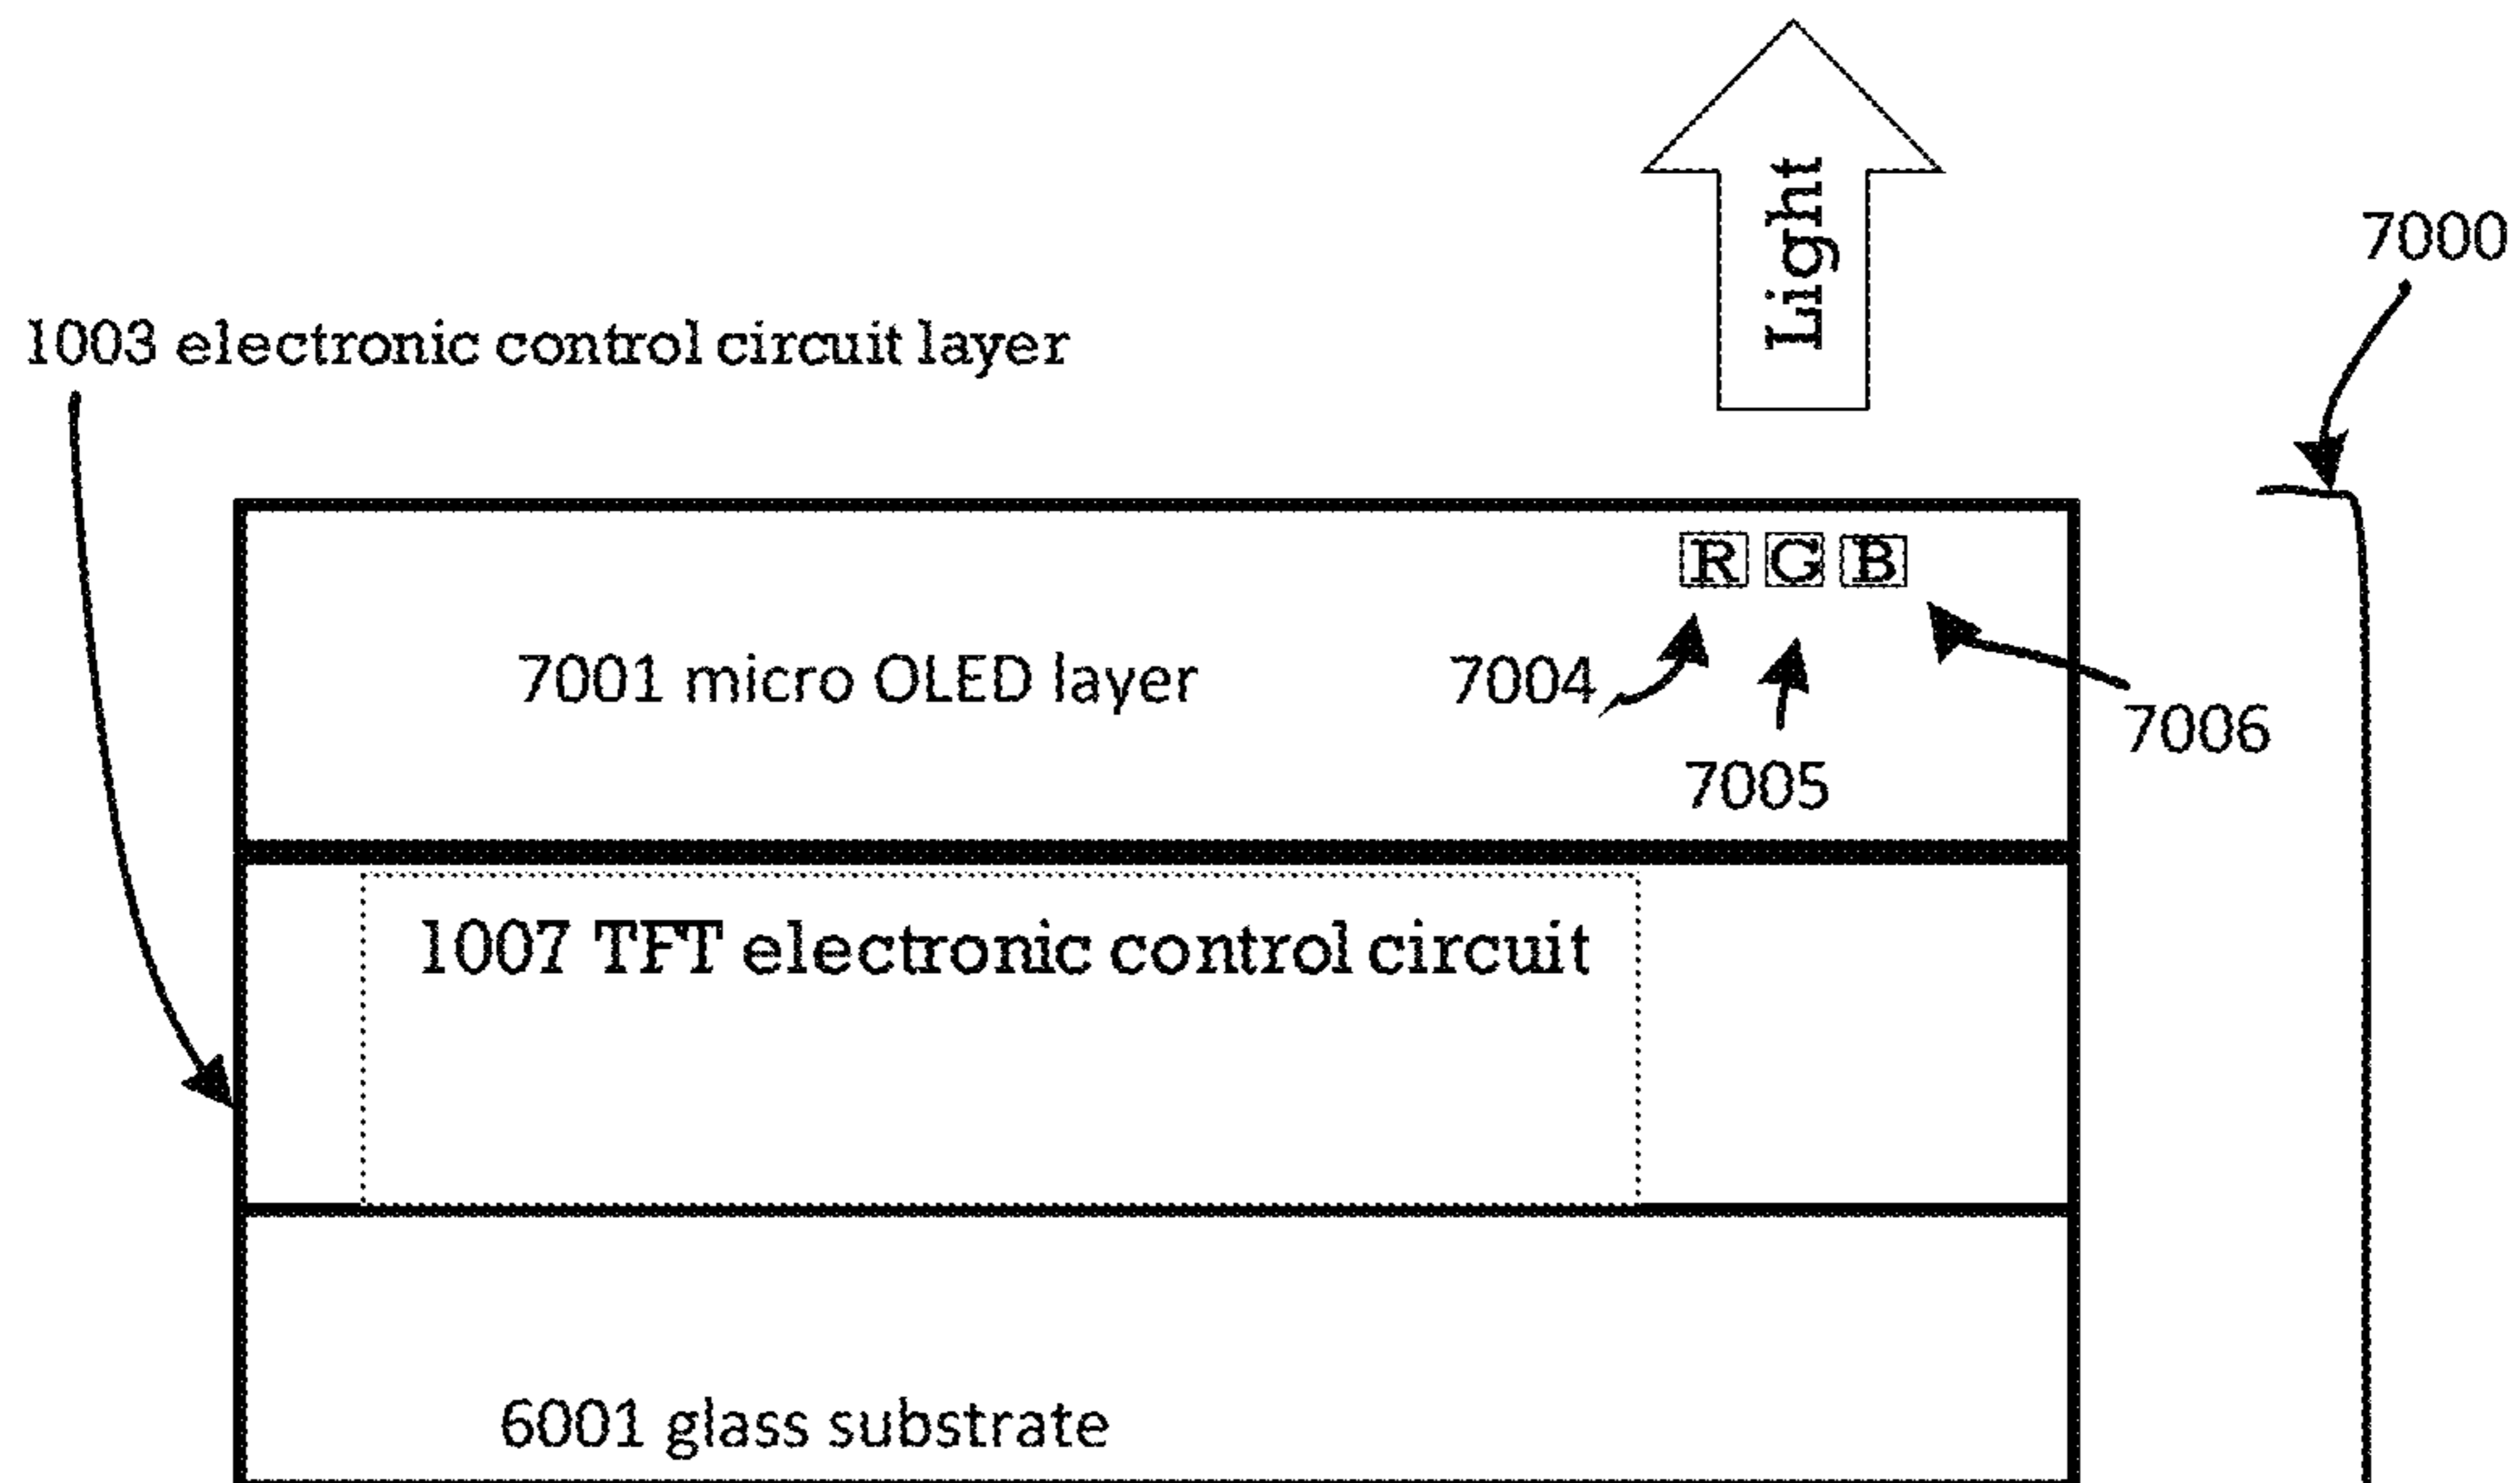 Light
7000
1003 electronic control circuit layer
R G B
7001 micro OLED layer
7004
7006
7005
1007 TFT electronic control circuit
6001 glass substrate